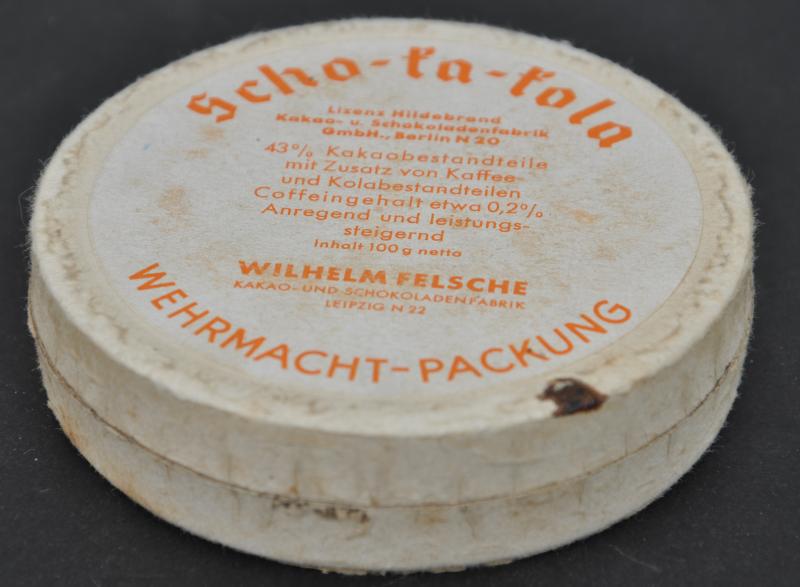 Scho-ka-kola
Lizenz Hildebrand
Kakao- u. Schokoladenfabrik
GmbH., Berlin N 20
43% Kakaobestandteile
mit Zusatz von Kaffee-
und Kolabestandteilen
Coffeingehalt etwa 0,2%
Anregend und leistungs-
steigernd
Inhalt 100 g netto
WILHELM FELSCHE
KAKAO- UND SCHOKOLADENFABRIK
LEIPZIG N 22
WEHRMACHT-PACKUNG